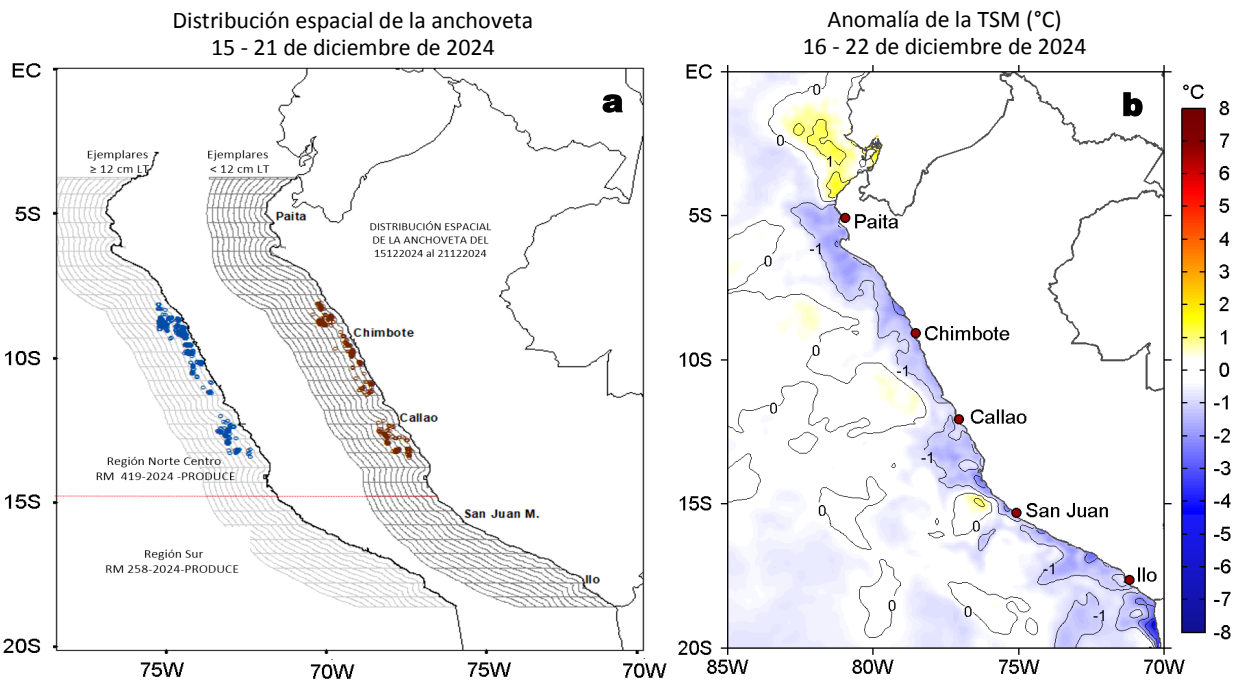 Distribución espacial de la anchoveta
15 - 21 de diciembre de 2024
EC
5S
10S
15S
20S
a
Ejemplares
≥ 12 cm LT
Ejemplares
< 12 cm LT
Paita
DISTRIBUCIÓN ESPACIAL
DE LA ANCHOVETA DEL
15122024 al 21122024
Chimbote
Callao
Región Norte Centro
RM 419-2024 -PRODUCE
San Juan M.
Región Sur
RM 258-2024-PRODUCE
Ilo
75W
70W
75W
70W
Anomalía de la TSM (°C)
16 - 22 de diciembre de 2024
EC
5S
10S
15S
20S
b
0
0
1
Paita
-1
0
0
Chimbote
-1
0
Callao
-1
0
0
San Juan
-1
Ilo
0
0
-1
85W
80W
75W
70W
°C
8
7
6
5
4
3
2
1
0
-1
-2
-3
-4
-5
-6
-7
-8